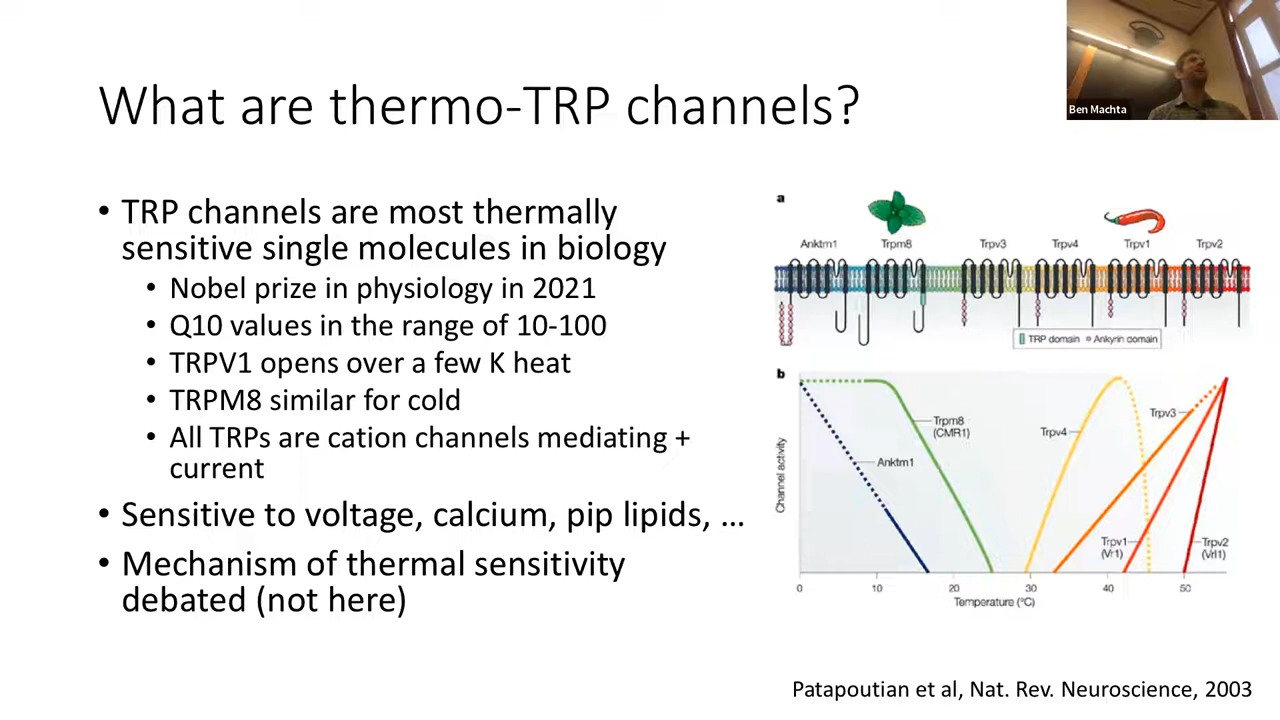 What are thermo-TRP channels?
Ben Machta
• TRP channels are most thermally
sensitive single molecules in biology
• Nobel prize in physiology in 2021
• Q10 values in the range of 10-100
• TRPV1 opens over a few K heat
• TRPM8 similar for cold
• All TRPs are cation channels mediating +
current
• Sensitive to voltage, calcium, pip lipids, ...
• Mechanism of thermal sensitivity
debated (not here)
a
Anktm1 Trpm8 Trpv3 Trpv4 Trpv1 Trpv2
TRP domain Ankyrin domain
b
Channel activity
Trpm8
(CMR1)
Anktm1
Trpv4
Trpv3
Trpv1
(Vr1)
Trpv2
(Vrl1)
0 10 20 30 40 50
Temperature (°C)
Patapoutian et al, Nat. Rev. Neuroscience, 2003